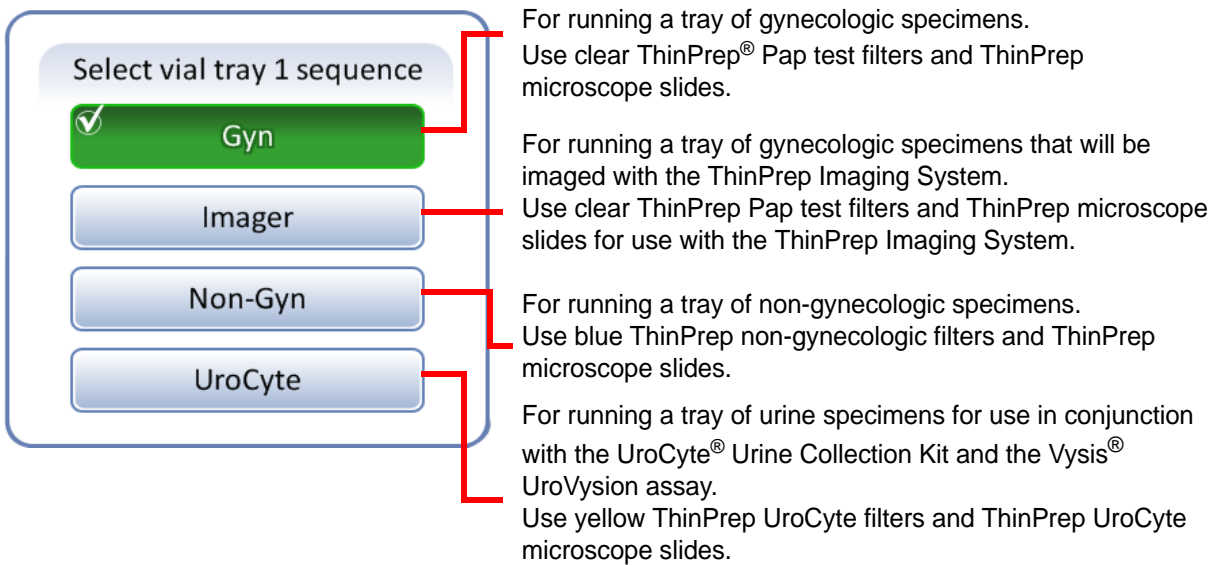 Select vial tray 1 sequence
Gyn
Imager
Non-Gyn
UroCyte
For running a tray of gynecologic specimens.
Use clear ThinPrep® Pap test filters and ThinPrep
microscope slides.
For running a tray of gynecologic specimens that will be
imaged with the ThinPrep Imaging System.
Use clear ThinPrep Pap test filters and ThinPrep microscope
slides for use with the ThinPrep Imaging System.
For running a tray of non-gynecologic specimens.
Use blue ThinPrep non-gynecologic filters and ThinPrep
microscope slides.
For running a tray of urine specimens for use in conjunction
with the UroCyte® Urine Collection Kit and the Vysis®
UroVysion assay.
Use yellow ThinPrep UroCyte filters and ThinPrep UroCyte
microscope slides.